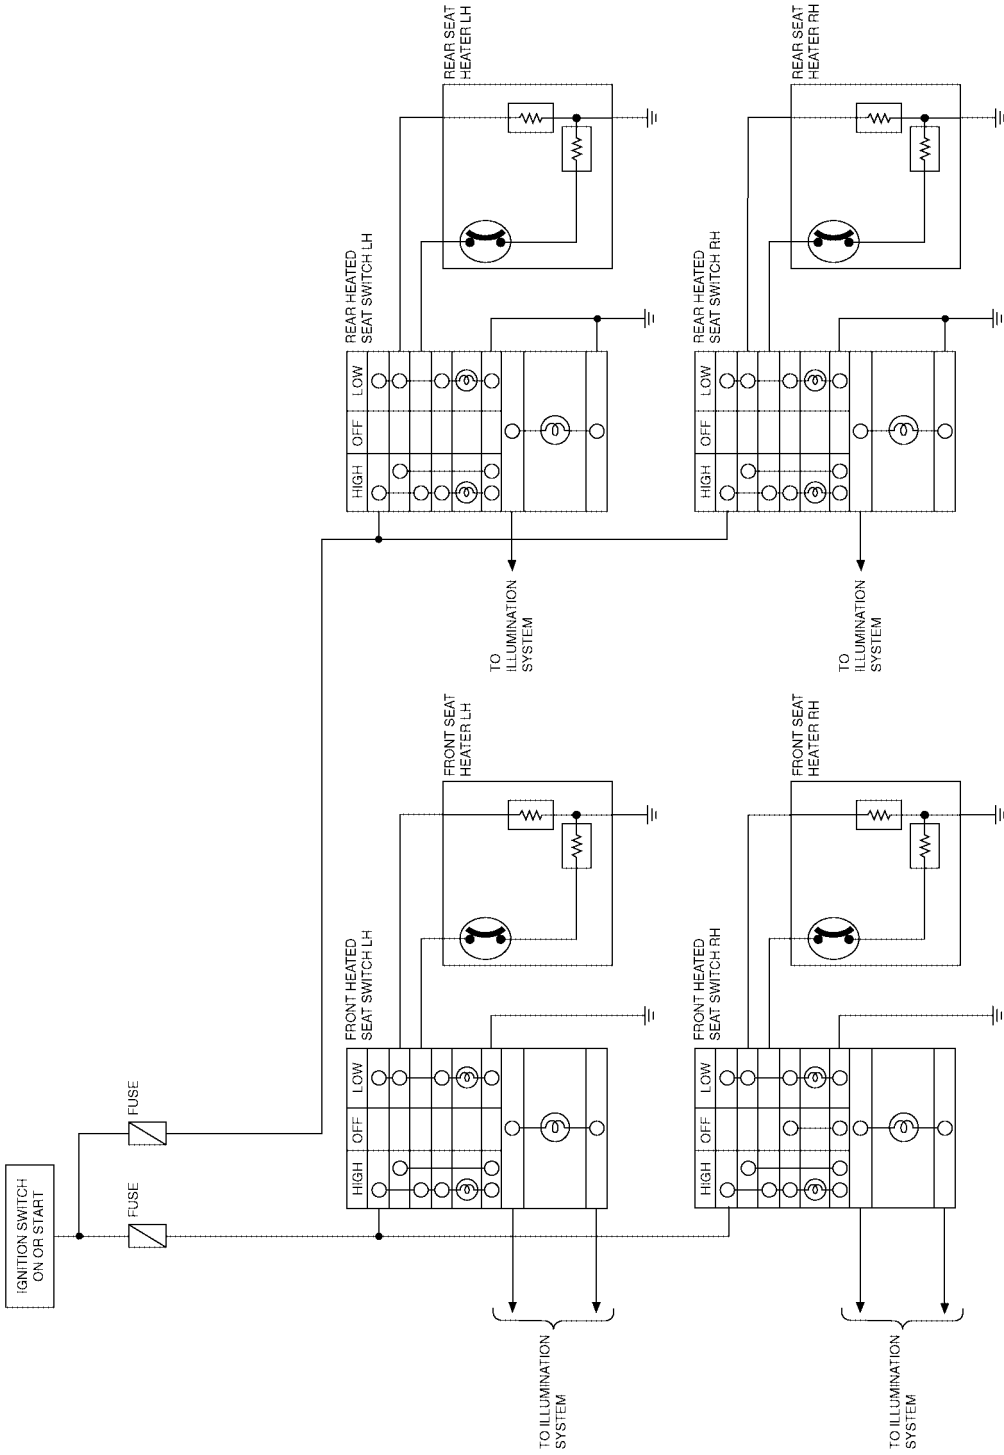 IGNITION SWITCH
ON OR START
FUSE
FUSE
FRONT HEATED
SEAT SWITCH LH
HIGH
OFF
LOW
FRONT SEAT
HEATER LH
TO ILLUMINATION
SYSTEM
REAR HEATED
SEAT SWITCH LH
HIGH
OFF
LOW
REAR SEAT
HEATER LH
TO
ILLUMINATION
SYSTEM
FRONT HEATED
SEAT SWITCH RH
HIGH
OFF
LOW
FRONT SEAT
HEATER RH
TO ILLUMINATION
SYSTEM
REAR HEATED
SEAT SWITCH RH
HIGH
OFF
LOW
REAR SEAT
HEATER RH
TO
ILLUMINATION
SYSTEM